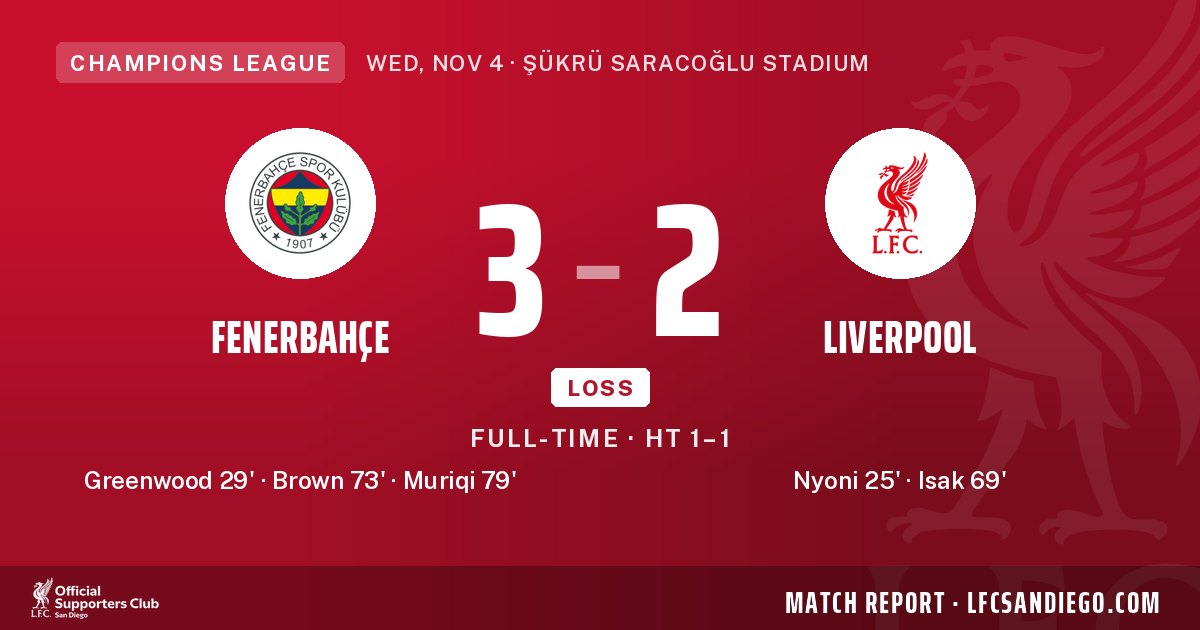 CHAMPIONS LEAGUE WED, NOV 4 · ŞÜKRÜ SARACOĞLU STADIUM
FENERBAHÇE SPOR KULÜBÜ
★ 1907 ★
L.F.C.
3 – 2
FENERBAHÇE LIVERPOOL
LOSS
FULL-TIME · HT 1–1
Greenwood 29' · Brown 73' · Muriqi 79' Nyoni 25' · Isak 69'
L.F.C.
Official
Supporters Club
San Diego
MATCH REPORT · LFCSANDIEGO.COM
LFC